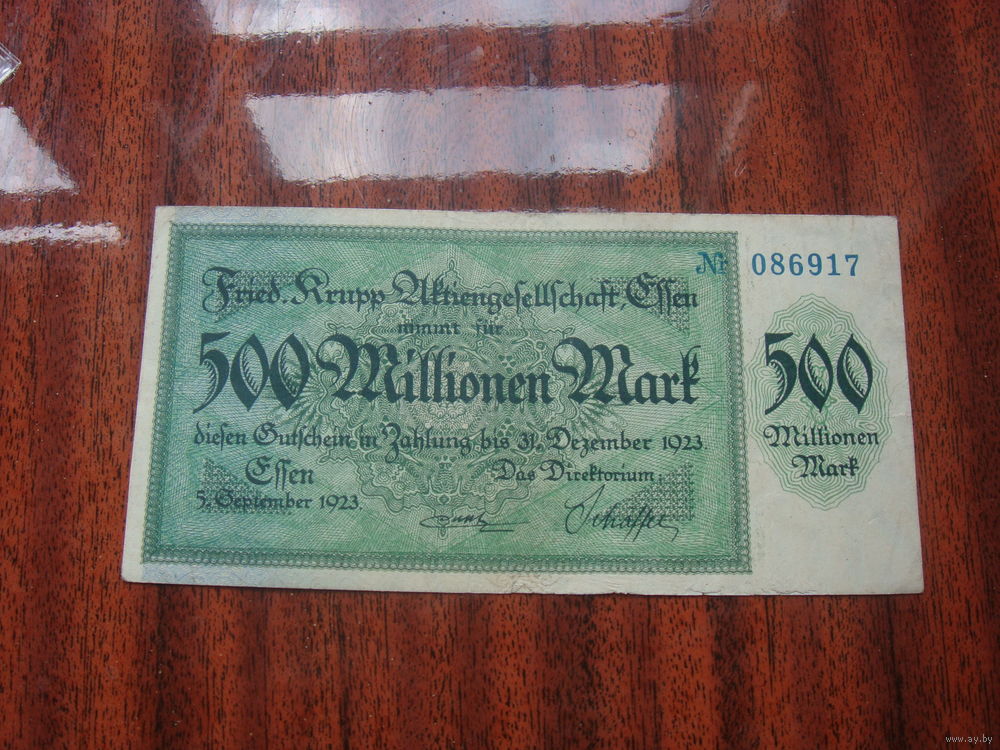 № 086917
Fried. Krupp Aktiengesellschaft, Essen
nimmt für
500 Millionen Mark
diesen Gutschein in Zahlung bis 31. Dezember 1923.
Essen
Das Direktorium:
5. September 1923.
Schäffer
500
Millionen
Mark
www.ay.by